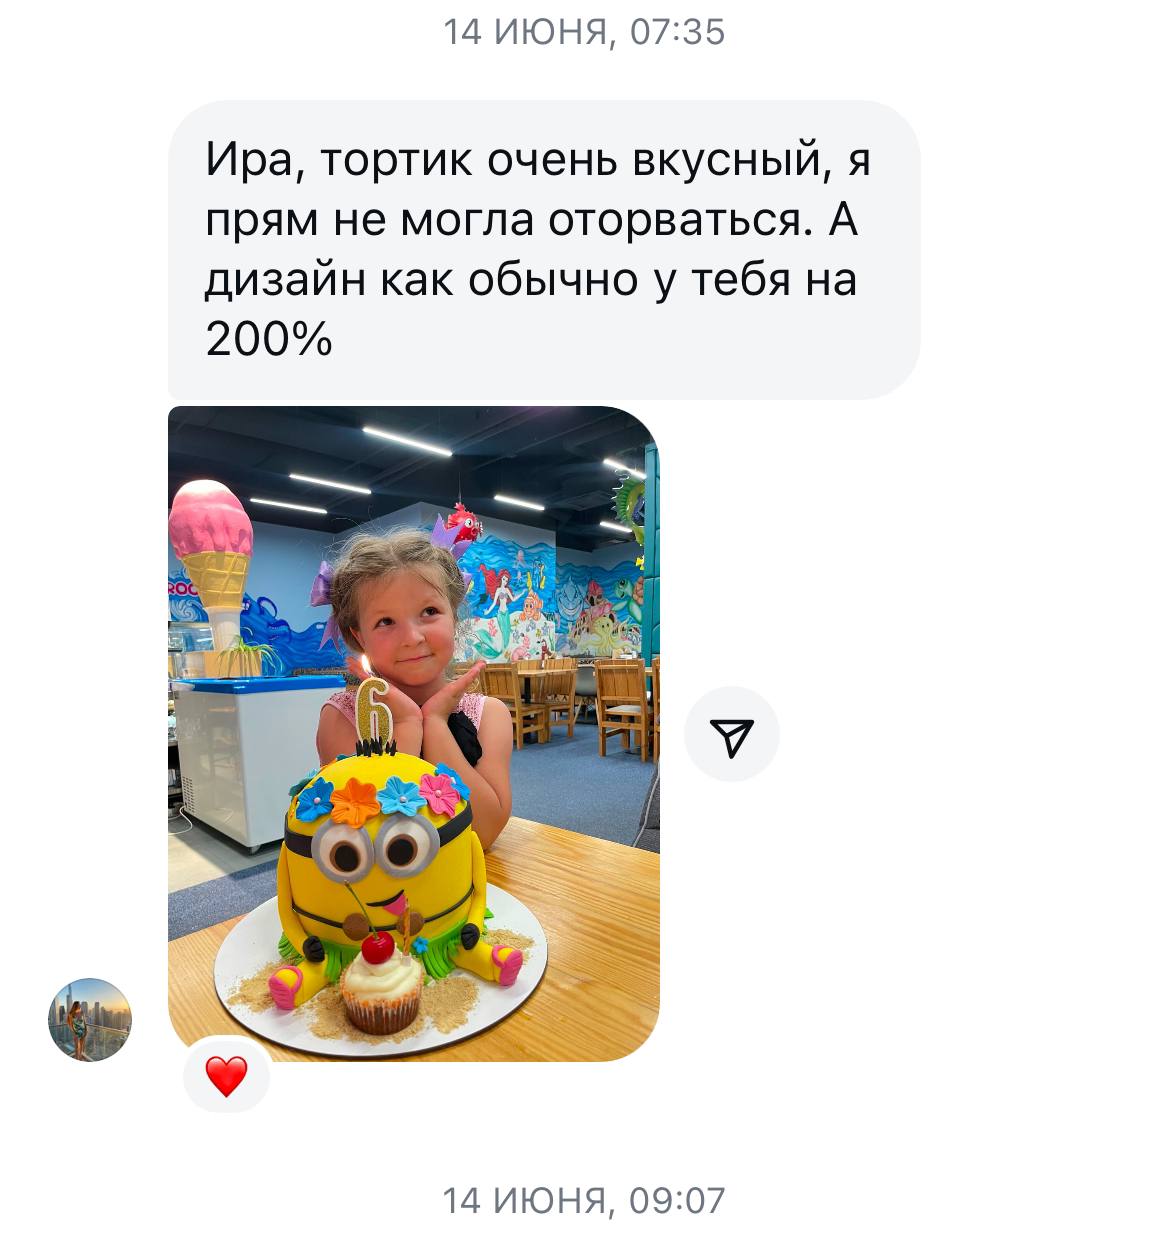 14 ИЮНЯ, 07:35
Ира, тортик очень вкусный, я
прям не могла оторваться. А
дизайн как обычно у тебя на
200%
6
14 ИЮНЯ, 09:07